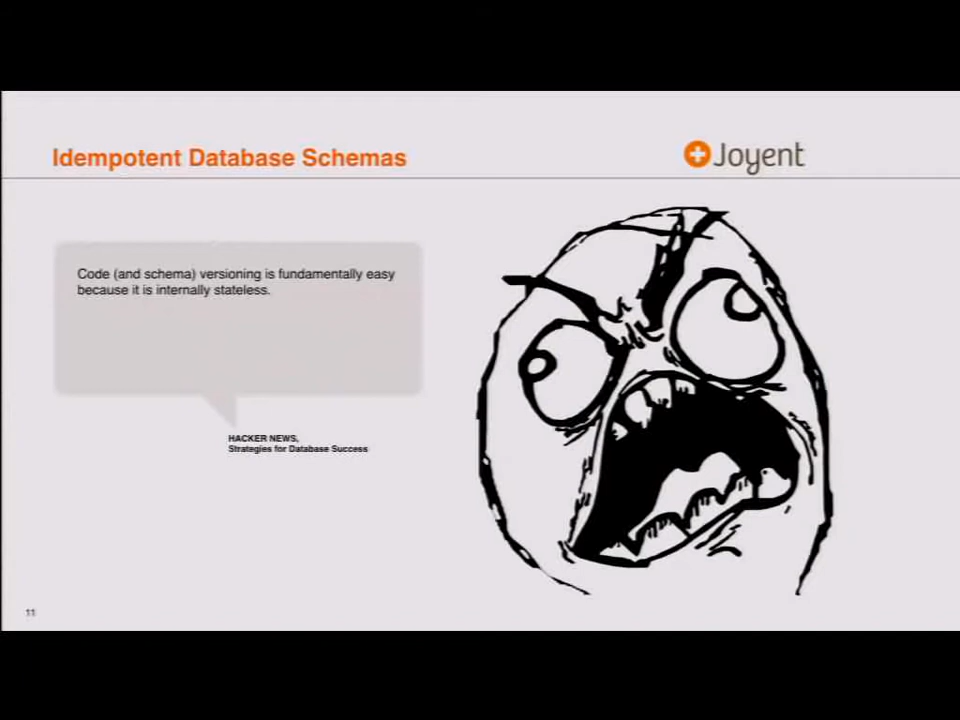 Idempotent Database Schemas
Joyent
Code (and schema) versioning is fundamentally easy
because it is internally stateless.
HACKER NEWS,
Strategies for Database Success
11